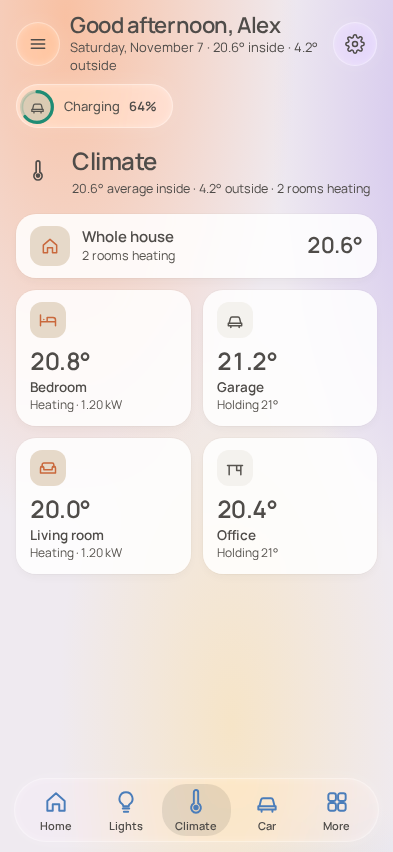 Good afternoon, Alex
Saturday, November 7 · 20.6° inside · 4.2°
outside
Charging 64%
Climate
20.6° average inside · 4.2° outside · 2 rooms heating
Whole house
2 rooms heating
20.6°
20.8°
Bedroom
Heating · 1.20 kW
21.2°
Garage
Holding 21°
20.0°
Living room
Heating · 1.20 kW
20.4°
Office
Holding 21°
Home
Lights
Climate
Car
More